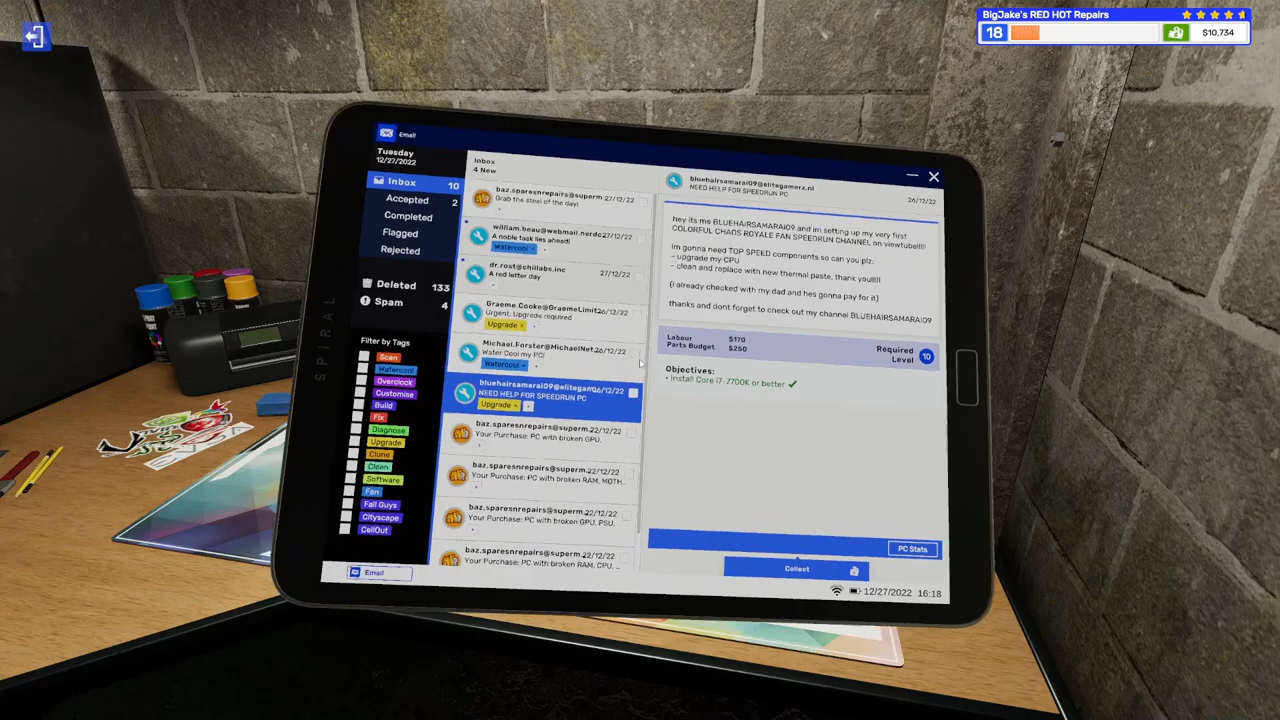 BigJake's RED HOT Repairs
18
$10,734
SPIRAL
Email
Tuesday
12/27/2022
Inbox 10
Accepted 2
Completed
Flagged
Rejected
Deleted 133
Spam 4
Filter by Tags
Scan
Watercool
Overclock
Customise
Build
Fix
Diagnose
Upgrade
Clone
Clean
Software
Fan
Fall Guys
Cityscape
CellOut
Inbox
4 New
baz.sparesnrepairs@superm... 27/12/22
Grab the steal of the day!
william.beau@webmail.nerdc 27/12/22
A noble task lies ahead!
Watercool ×
dr.rost@chillabs.inc 27/12/22
A red letter day
Graeme.Cooke@GraemeLimit 27/12/22
Urgent: Upgrade required
Upgrade ×
Michael.Forster@MichaelNet. 26/12/22
Water Cool my PC!
Watercool ×
bluehairsamarai09@elitegam 26/12/22
NEED HELP FOR SPEEDRUN PC
Upgrade ×
baz.sparesnrepairs@superm... 22/12/22
Your Purchase: PC with broken GPU.
baz.sparesnrepairs@superm... 22/12/22
Your Purchase: PC with broken RAM, MOTH...
baz.sparesnrepairs@superm... 22/12/22
Your Purchase: PC with broken GPU, PSU.
baz.sparesnrepairs@superm... 22/12/22
Your Purchase: PC with broken RAM, CPU, ...
bluehairsamarai09@elitegamerz.nl
NEED HELP FOR SPEEDRUN PC
26/12/22
hey its me BLUEHAIRSAMARAI09 and im setting up my very first
COLORFUL CHAOS ROYALE FAN SPEEDRUN CHANNEL on viewtube!!!!
Im gonna need TOP SPEED components so can you plz:
- upgrade my CPU
- clean and replace with new thermal paste, thank you!!!!!
(i already checked with my dad and hes gonna pay for it)
thanks and dont forget to check out my channel BLUEHAIRSAMARAI09
Labour $170
Parts Budget $250
Required
Level 10
Objectives:
• Install Core i7-7700K or better
PC Stats
Collect
Email
12/27/2022 16:18